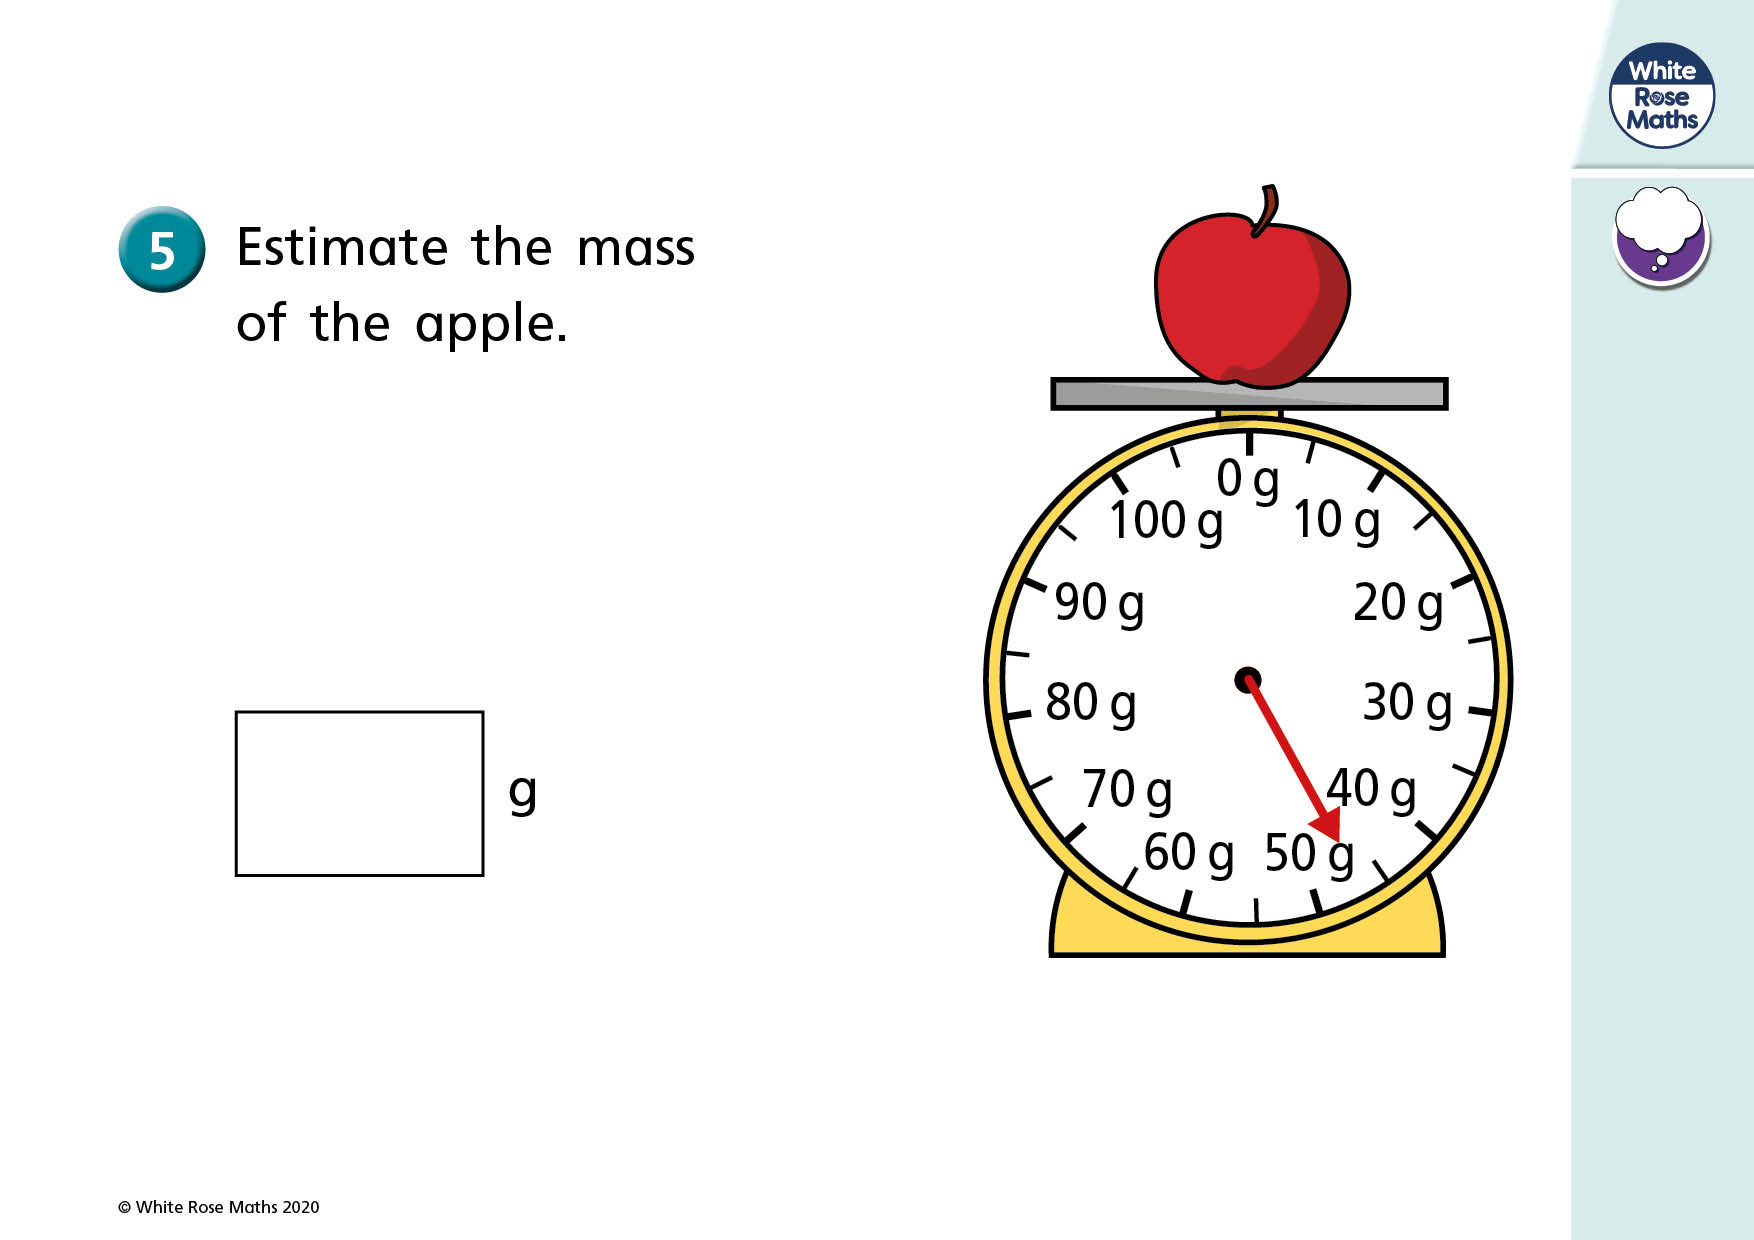 White
Rose
Maths
5 Estimate the mass
of the apple.
0 g
100 g 10 g
90 g 20 g
80 g 30 g
70 g 40 g
60 g 50 g
g
© White Rose Maths 2020